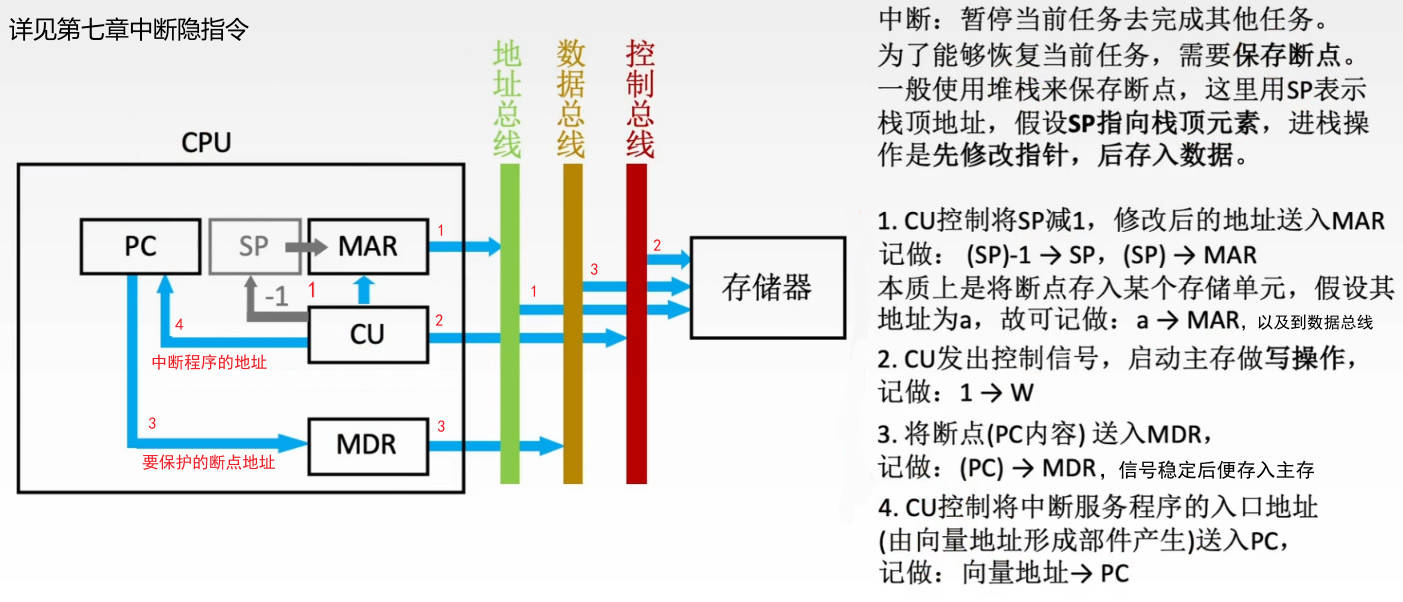 详见第七章中断隐指令
地址总线
数据总线
控制总线
CPU
PC
SP
MAR
1
2
3
1
存储器
-1
1
CU
2
4
中断程序的地址
3
要保护的断点地址
MDR
3
中断：暂停当前任务去完成其他任务。
为了能够恢复当前任务，需要保存断点。
一般使用堆栈来保存断点，这里用SP表示
栈顶地址，假设SP指向栈顶元素，进栈操
作是先修改指针，后存入数据。
1. CU控制将SP减1，修改后的地址送入MAR
记做： (SP)-1 → SP，(SP) → MAR
本质上是将断点存入某个存储单元，假设其
地址为a，故可记做：a → MAR，以及到数据总线
2. CU发出控制信号，启动主存做写操作，
记做：1 → W
3. 将断点(PC内容) 送入MDR，
记做：(PC) → MDR，信号稳定后便存入主存
4. CU控制将中断服务程序的入口地址
(由向量地址形成部件产生)送入PC，
记做：向量地址→ PC